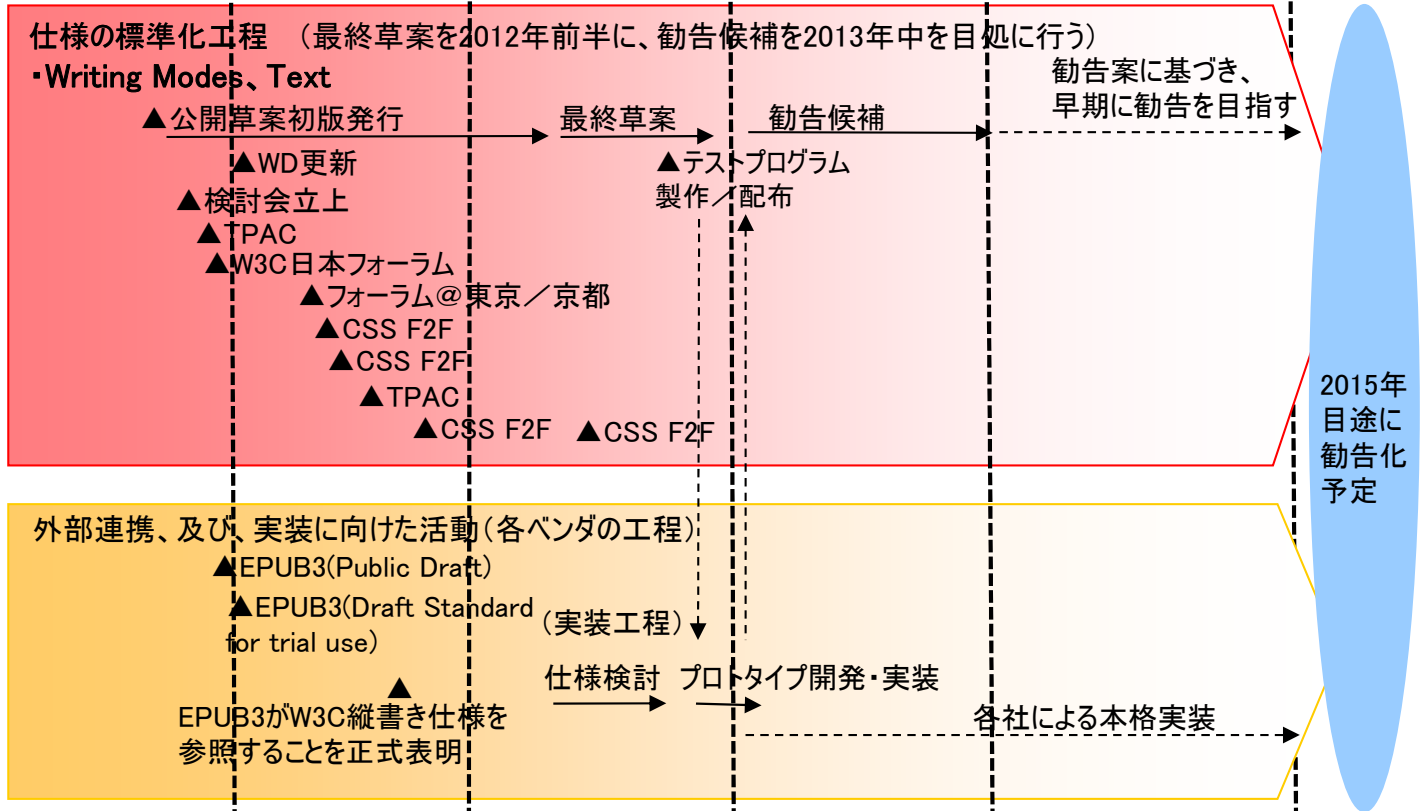 仕様の標準化工程 （最終草案を2012年前半に、勧告候補を2013年中を目処に行う）
・Writing Modes、Text
勧告案に基づき、
早期に勧告を目指す
▲公開草案初版発行
最終草案
勧告候補
▲WD更新
▲テストプログラム
製作／配布
▲検討会立上
▲TPAC
▲W3C日本フォーラム
▲フォーラム＠東京／京都
▲CSS F2F
▲CSS F2F
▲TPAC
▲CSS F2F
▲CSS F2F
2015年
目途に
勧告化
予定
外部連携、及び、実装に向けた活動（各ベンダの工程）
▲EPUB3(Public Draft)
▲EPUB3(Draft Standard
for trial use)
（実装工程）
仕様検討
プロトタイプ開発・実装
▲
EPUB3がW3C縦書き仕様を
参照することを正式表明
各社による本格実装